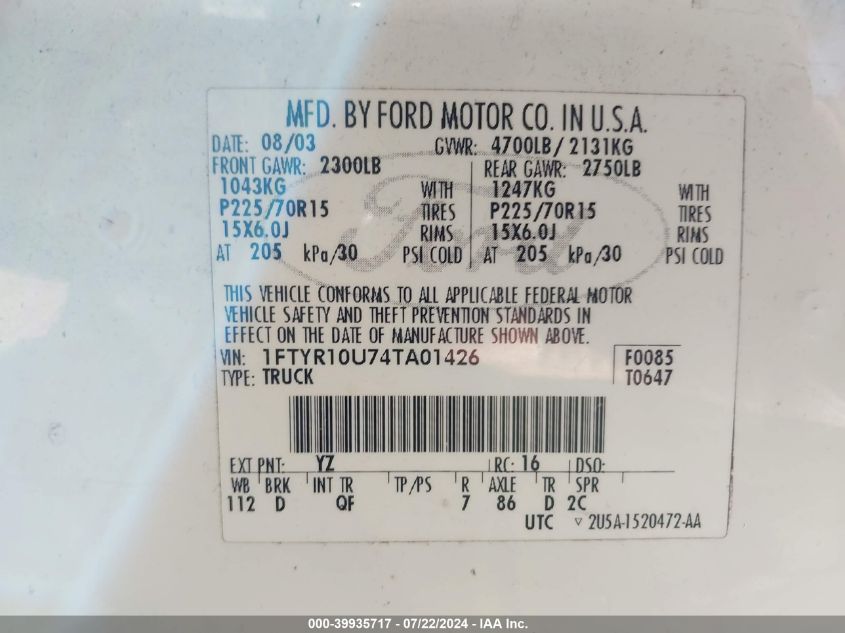 MFD. BY FORD MOTOR CO. IN U.S.A.
DATE: 08/03 GVWR: 4700LB/ 2131KG
FRONT GAWR: 2300LB REAR GAWR: 2750LB
1043KG WITH 1247KG WITH
P225/70R15 TIRES P225/70R15 TIRES
15X6.0J RIMS 15X6.0J RIMS
AT 205 kPa/30 PSI COLD AT 205 kPa/30 PSI COLD
Ford
THIS VEHICLE CONFORMS TO ALL APPLICABLE FEDERAL MOTOR
VEHICLE SAFETY AND THEFT PREVENTION STANDARDS IN
EFFECT ON THE DATE OF MANUFACTURE SHOWN ABOVE.
VIN: 1FTYR10U74TA01426 F0085
TYPE: TRUCK T0647
EXT PNT: YZ RC: 16 DSO:
WB BRK INT TR TP/PS R AXLE TR SPR
112 D QF 7 86 D 2C
UTC ▿ 2U5A-1520472-AA
000-39935717 - 07/22/2024 - IAAI Inc.